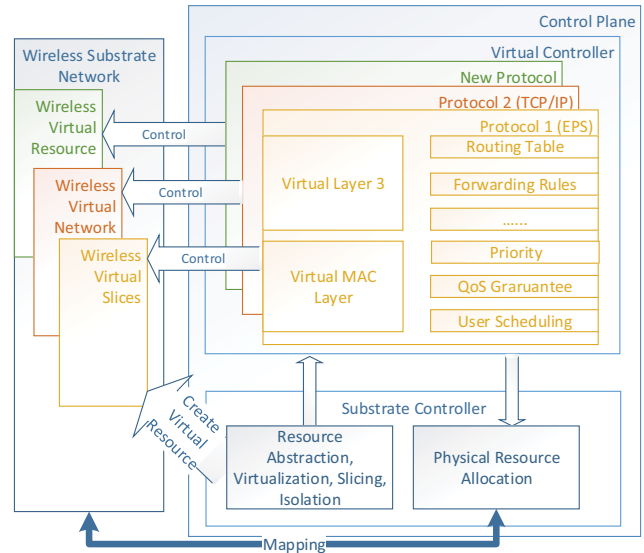 Control Plane
Wireless Substrate
Network
Virtual Controller
New Protocol
Protocol 2 (TCP/IP)
Protocol 1 (EPS)
Wireless
Virtual
Resource
Control
Wireless
Virtual
Network
Control
Wireless
Virtual
Slices
Control
Virtual Layer 3
Virtual MAC
Layer
Routing Table
Forwarding Rules
......
Priority
QoS Graruantee
User Scheduling
Create
Virtual
Resource
Substrate Controller
Resource
Abstraction,
Virtualization, Slicing,
Isolation
Physical Resource
Allocation
Mapping